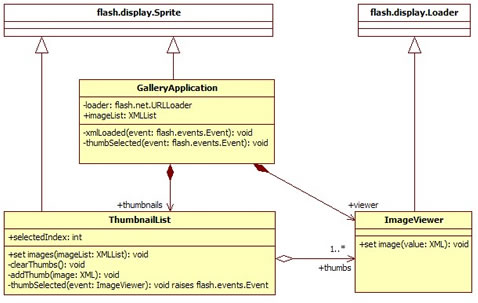 flash.display.Sprite
flash.display.Loader
GalleryApplication
-loader: flash.net.URLLoader
+imageList: XMLList
-xmlLoaded(event: flash.events.Event): void
-thumbSelected(event: flash.events.Event): void
+thumbnails
+viewer
ThumbnailList
+selectedIndex: int
+set images(imageList: XMLList): void
-clearThumbs(): void
-addThumb(image: XML): void
-thumbSelected(event: ImageViewer): void raises flash.events.Event
1..*
+thumbs
ImageViewer
+set image(value: XML): void